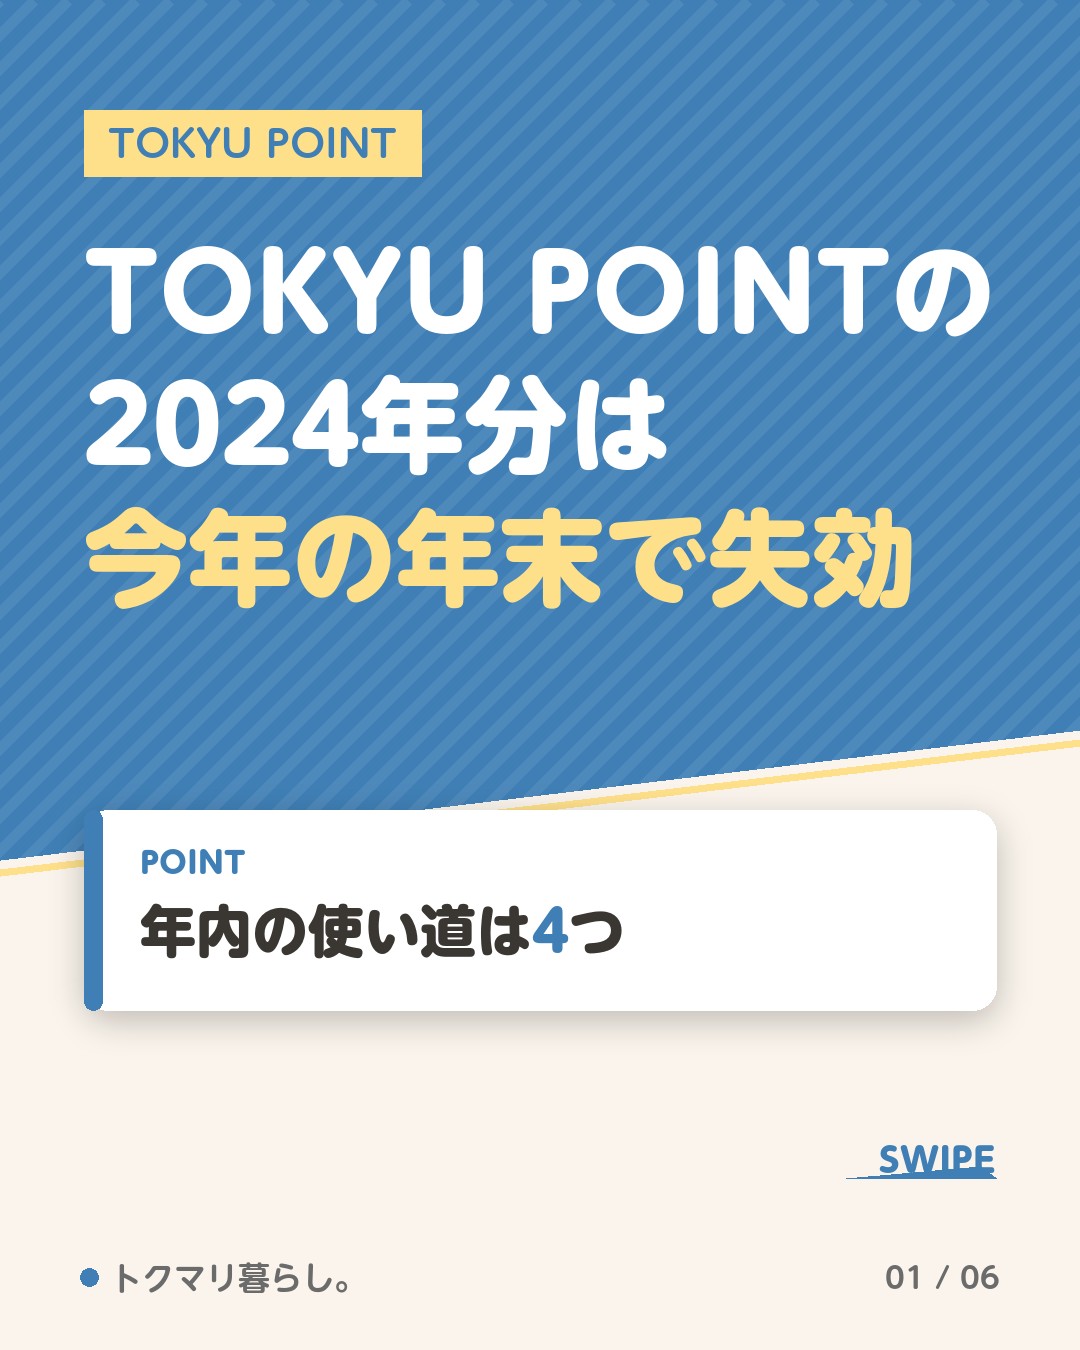 TOKYU POINT
TOKYU POINTの
2024年分は
今年の年末で失効
POINT
年内の使い道は4つ
SWIPE
トクマリ暮らし。
01 / 06